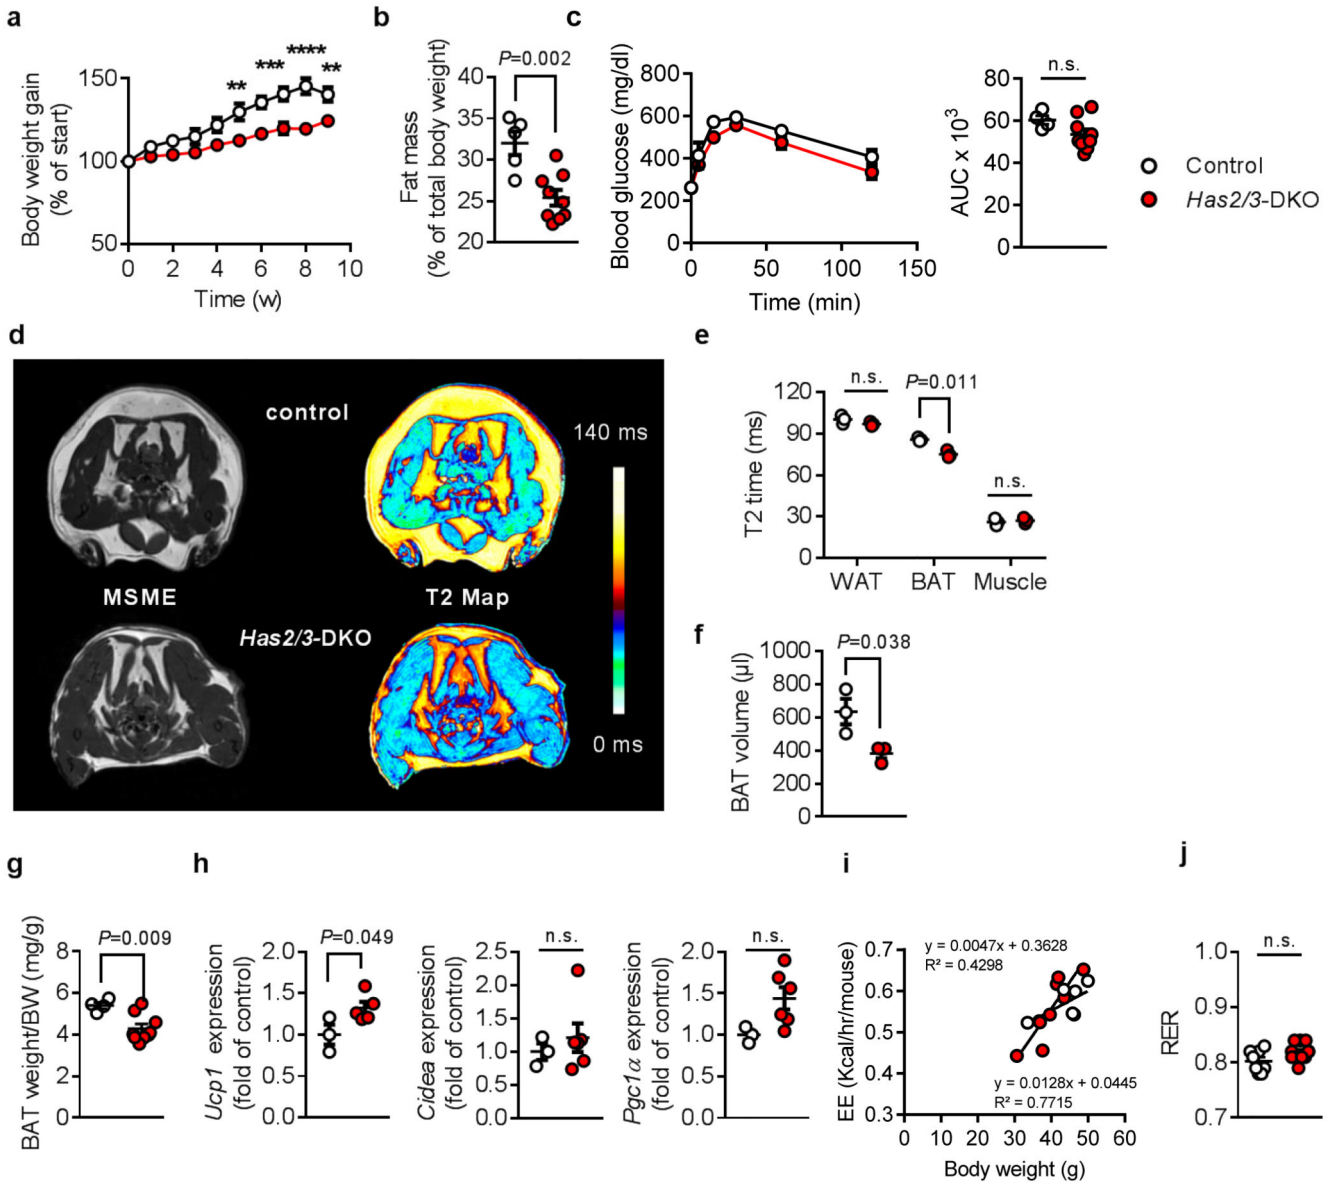 a
Body weight gain
(% of start)
150
100
50
**
***
****
**
0 2 4 6 8 10
Time (w)
b
Fat mass
(% of total body weight)
P=0.002
40
35
30
25
20
c
Blood glucose (mg/dl)
800
600
400
200
0
0 50 100 150
Time (min)
AUC x 10³
n.s.
80
60
40
20
0
Control
Has2/3-DKO
d
control
140 ms
MSME
T2 Map
Has2/3-DKO
0 ms
e
T2 time (ms)
120
90
60
30
0
n.s.
P=0.011
n.s.
WAT BAT Muscle
f
BAT volume (µl)
P=0.038
1000
800
600
400
200
0
g
BAT weight/BW (mg/g)
P=0.009
8
6
4
2
0
h
Ucp1 expression
(fold of control)
P=0.049
2.0
1.5
1.0
0.5
0.0
Cidea expression
(fold of control)
n.s.
2.5
2.0
1.5
1.0
0.5
0.0
Pgc1α expression
(fold of control)
n.s.
2.0
1.5
1.0
0.5
0.0
i
EE (Kcal/hr/mouse)
0.7
0.6
0.5
0.4
0.3
y = 0.0047x + 0.3628
R² = 0.4298
y = 0.0128x + 0.0445
R² = 0.7715
0 10 20 30 40 50 60
Body weight (g)
j
RER
n.s.
1.0
0.9
0.8
0.7